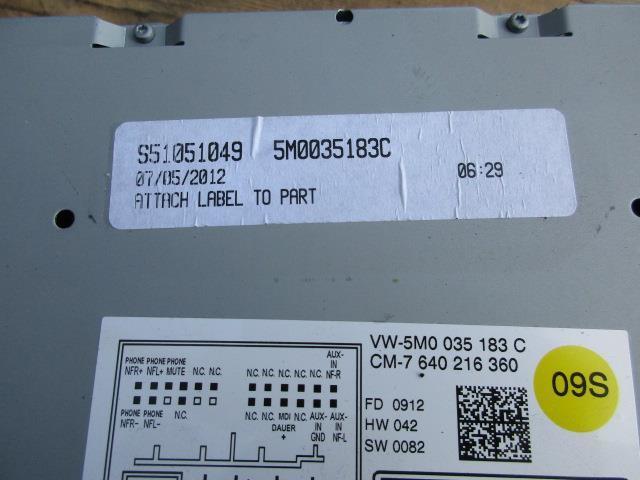 S51051049 5M0035183C
07/05/2012 06:29
ATTACH LABEL TO PART
PHONE PHONE PHONE
NFR+ NFL+ MUTE N.C. N.C.
PHONE PHONE
NFR- NFL- N.C.
AUX-
N.C. N.C. N.C. N.C. N.C. IN
NF-R
N.C. N.C. MDI AUX- AUX-
DAUER IN IN
+ GND NF-L
VW-5M0 035 183 C
CM-7 640 216 360
FD 0912
HW 042
SW 0082
09S